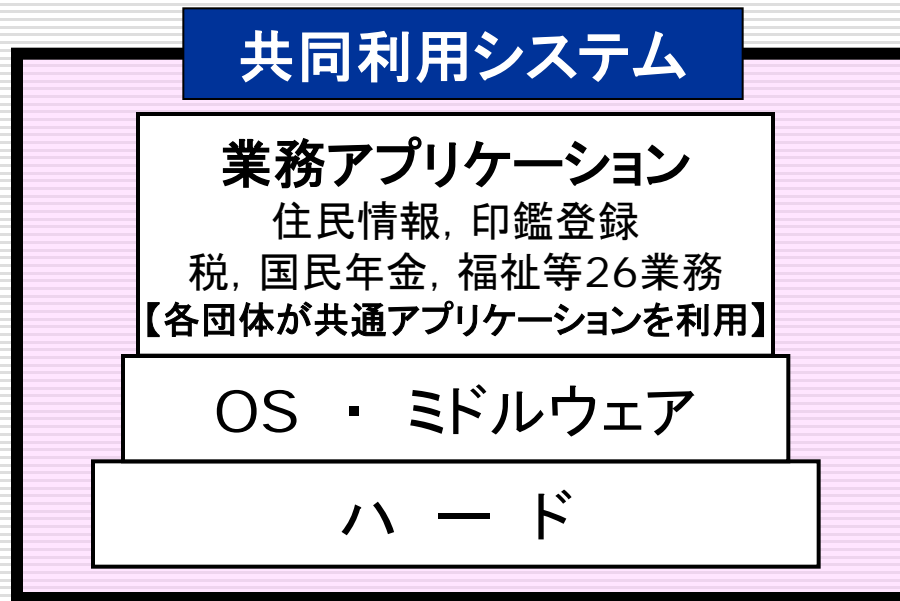 共同利用システム
業務アプリケーション
住民情報, 印鑑登録
税, 国民年金, 福祉等26業務
【各団体が共通アプリケーションを利用】
OS ・ ミドルウェア
ハ ー ド